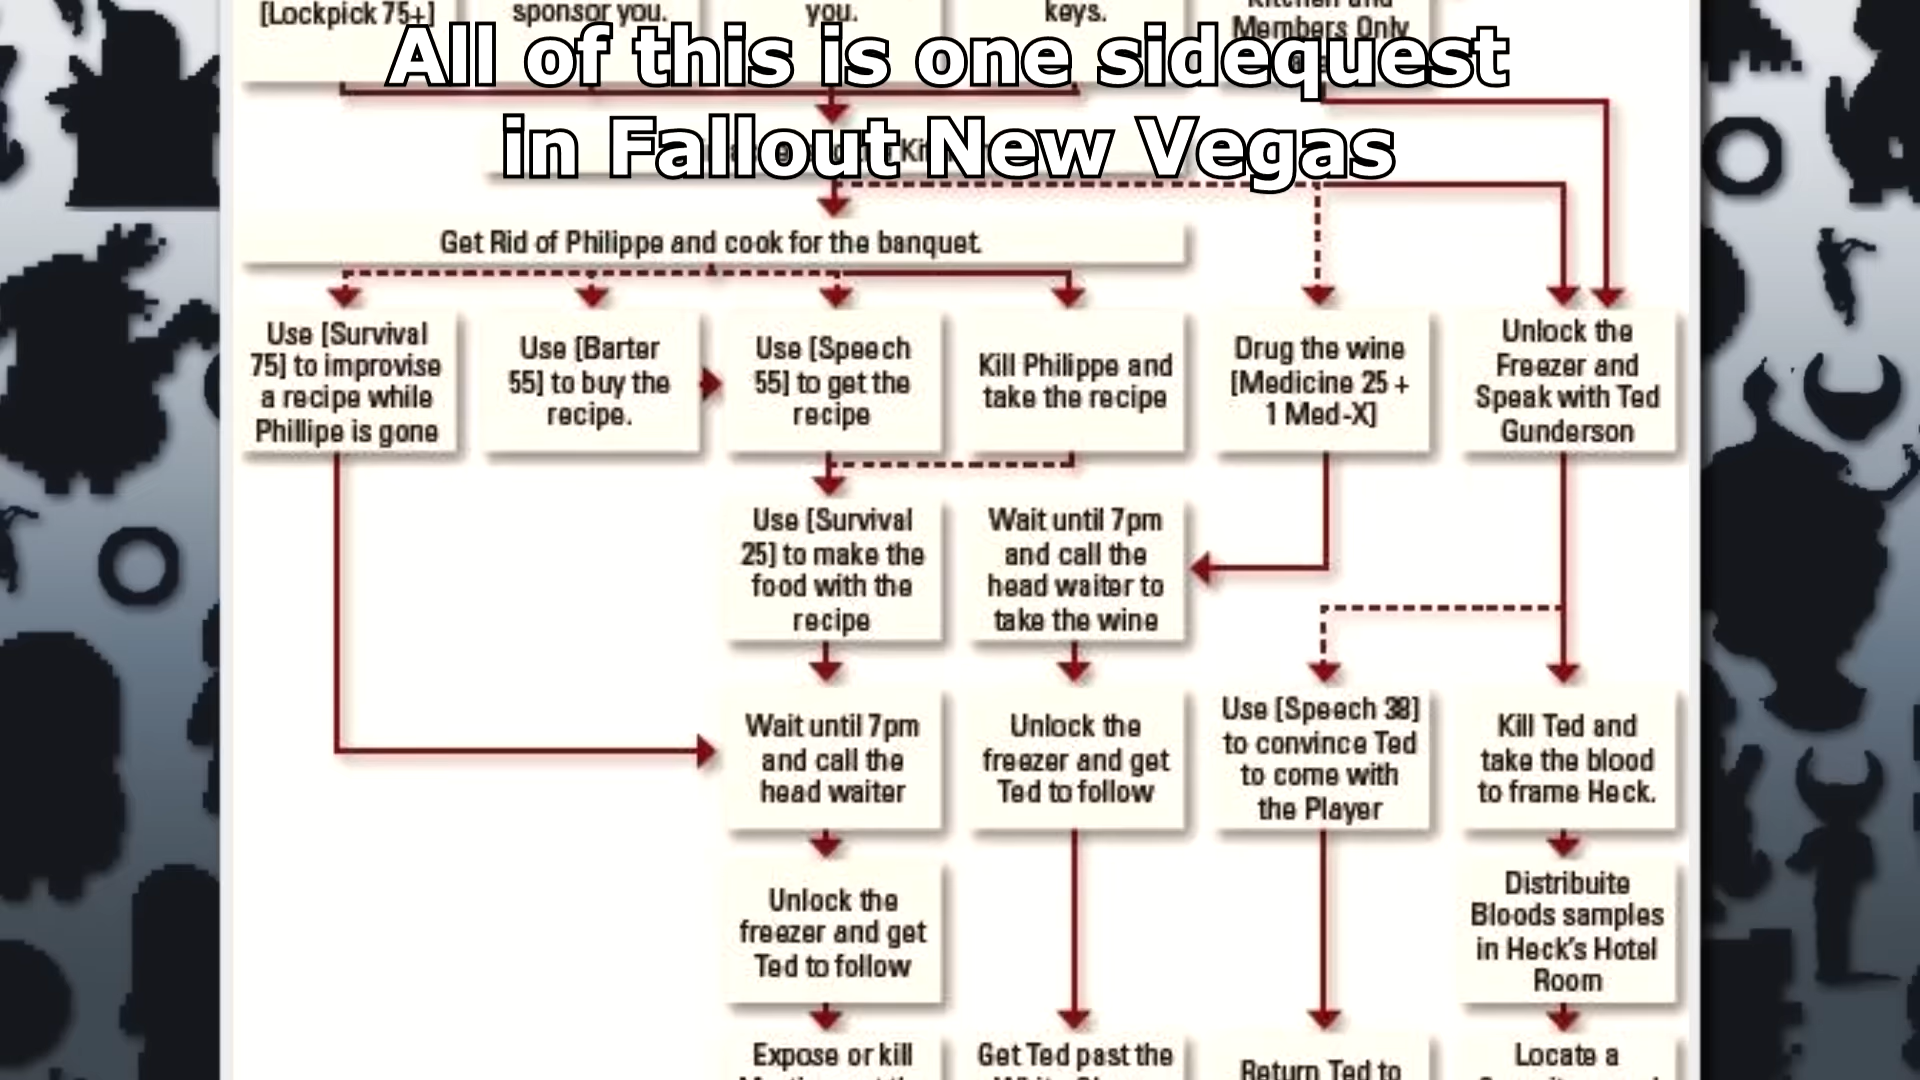 [Lockpick 75+]
sponsor you.
you.
keys.
Members Only
All of this is one sidequest
in Fallout New Vegas
Get Rid of Philippe and cook for the banquet.
Use [Survival
75] to improvise
a recipe while
Phillipe is gone
Use [Barter
55] to buy the
recipe.
Use [Speech
55] to get the
recipe
Kill Philippe and
take the recipe
Drug the wine
[Medicine 25 +
1 Med-X]
Unlock the
Freezer and
Speak with Ted
Gunderson
Use [Survival
25] to make the
food with the
recipe
Wait until 7pm
and call the
head waiter to
take the wine
Wait until 7pm
and call the
head waiter
Unlock the
freezer and get
Ted to follow
Use [Speech 38]
to convince Ted
to come with
the Player
Kill Ted and
take the blood
to frame Heck.
Unlock the
freezer and get
Ted to follow
Distribuite
Bloods samples
in Heck's Hotel
Room
Expose or kill
Get Ted past the
Return Ted to
Locate a